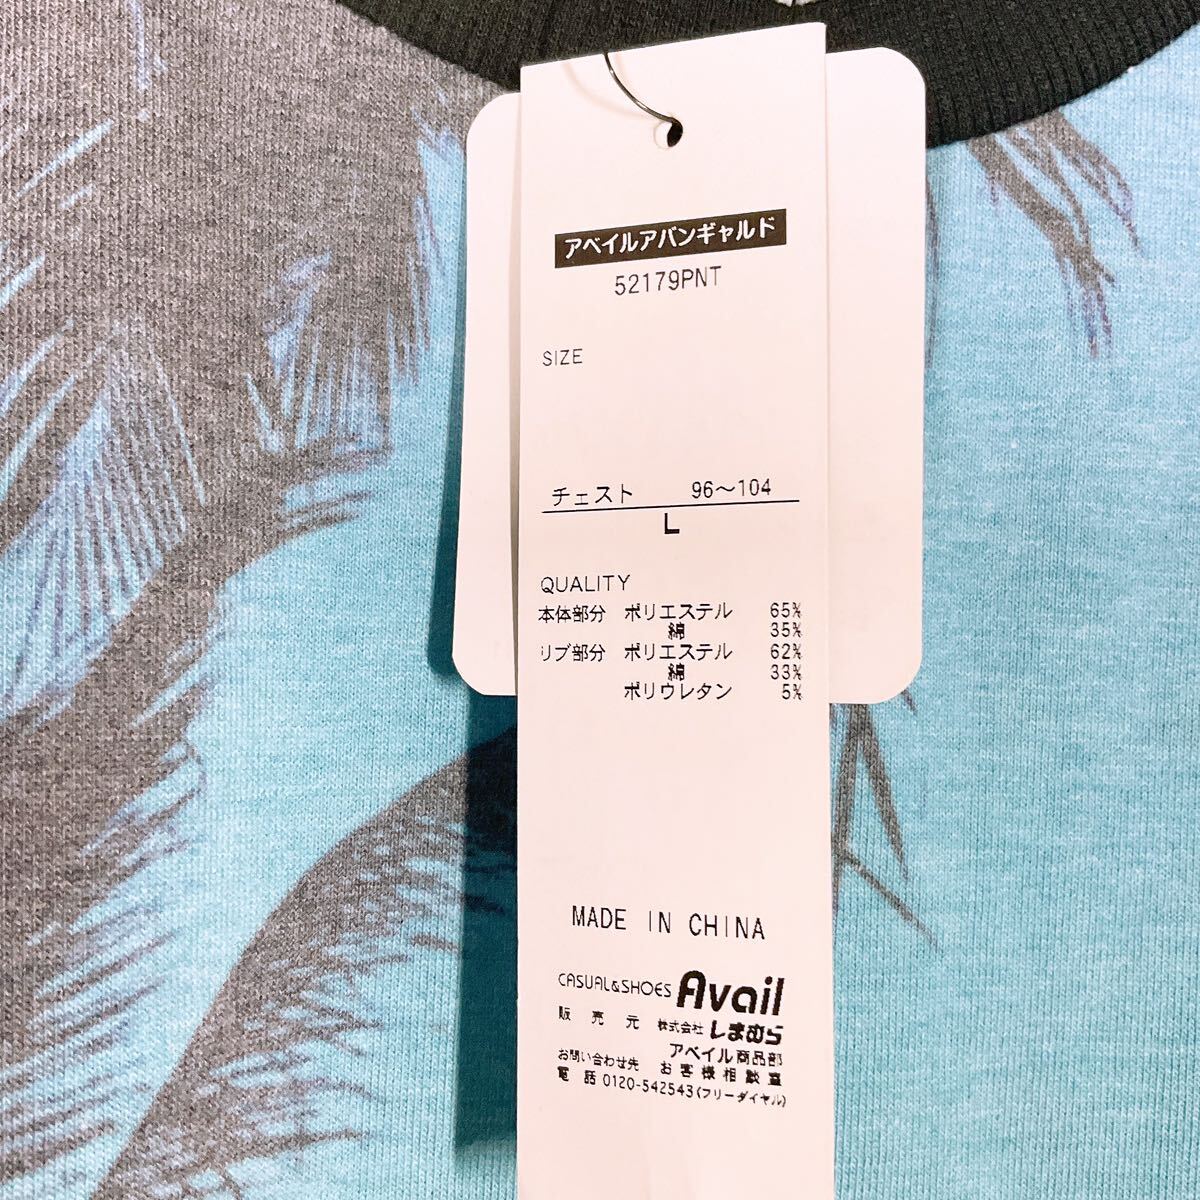 アベイルアバンギャルド
52179PNT
SIZE
チェスト 96～104
L
QUALITY
本体部分 ポリエステル 65%
綿 35%
リブ部分 ポリエステル 62%
綿 33%
ポリウレタン 5%
MADE IN CHINA
CASUAL&SHOES Avail
販売元 株式会社 しまむら
アベイル商品部
お問い合わせ先 お客様相談室
電話 0120-542543(フリーダイヤル)